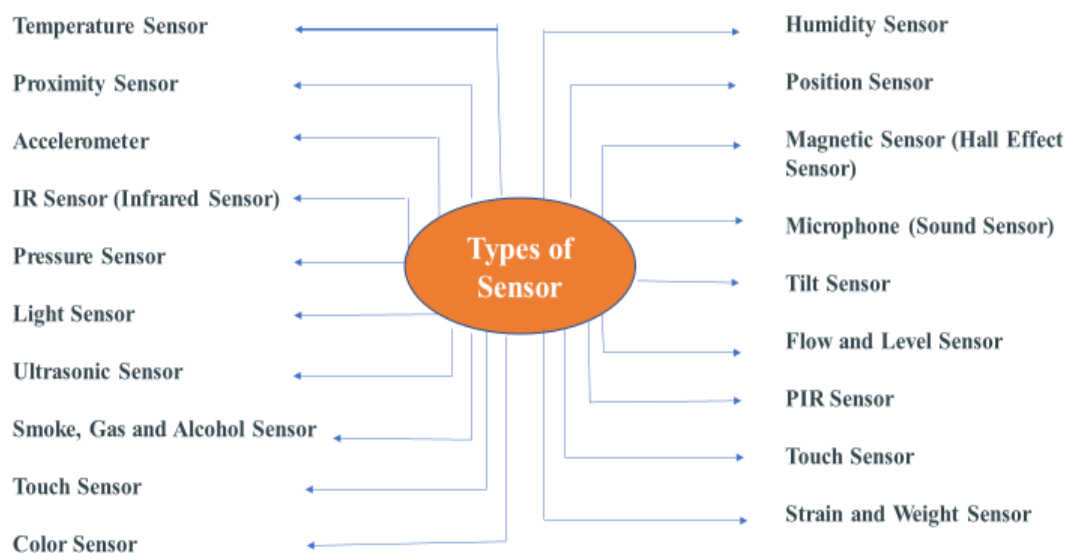 Temperature Sensor
Proximity Sensor
Accelerometer
IR Sensor (Infrared Sensor)
Pressure Sensor
Light Sensor
Ultrasonic Sensor
Smoke, Gas and Alcohol Sensor
Touch Sensor
Color Sensor
Types of
Sensor
Humidity Sensor
Position Sensor
Magnetic Sensor (Hall Effect
Sensor)
Microphone (Sound Sensor)
Tilt Sensor
Flow and Level Sensor
PIR Sensor
Touch Sensor
Strain and Weight Sensor